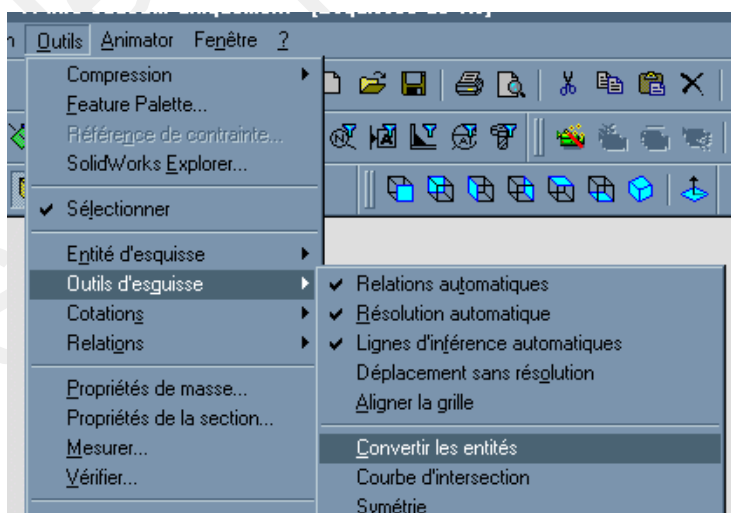 Outils Animator Fenêtre ?
Compression
Feature Palette...
Référence de contrainte...
SolidWorks Explorer...
Sélectionner
Entité d'esquisse
Outils d'esquisse
Cotations
Relations
Propriétés de masse...
Propriétés de la section...
Mesurer...
Vérifier...
Relations automatiques
Résolution automatique
Lignes d'inférence automatiques
Déplacement sans résolution
Aligner la grille
Convertir les entités
Courbe d'intersection
Symétrie